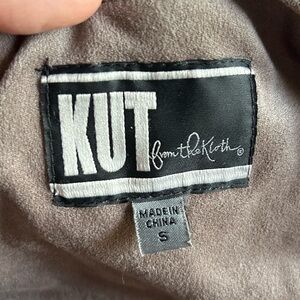 KUT from the Kloth®
MADE IN
CHINA
S